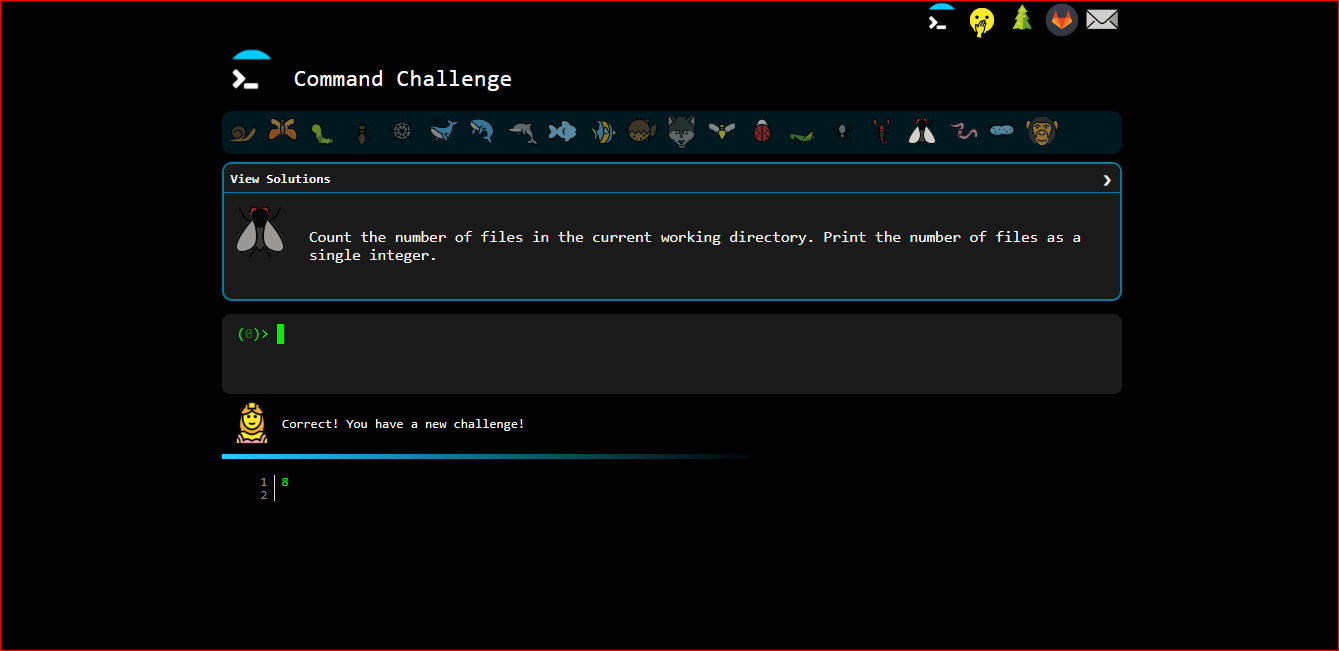 Command Challenge
View Solutions
Count the number of files in the current working directory. Print the number of files as a
single integer.
(0)>
Correct! You have a new challenge!
1 8
2